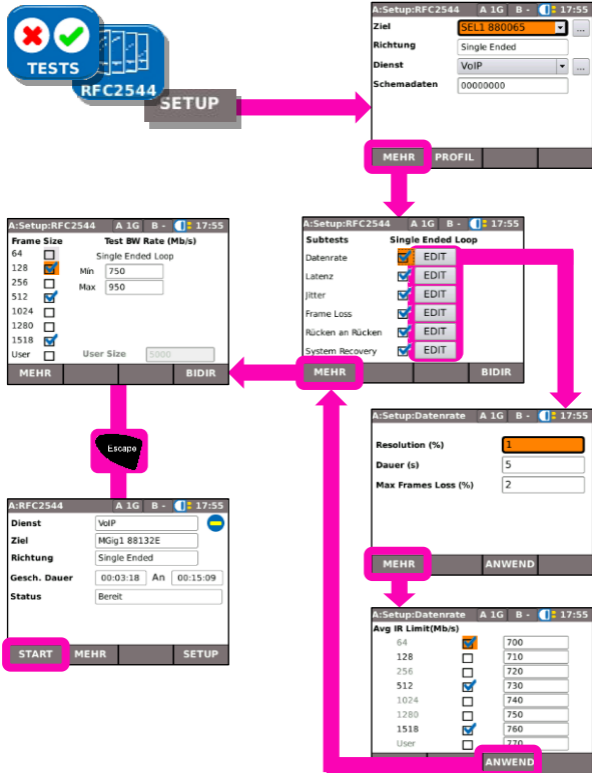 TESTS
RFC2544
SETUP
A:Setup:RFC2544 A 1G B - 17:55
Ziel SEL1 880065 ...
Richtung Single Ended
Dienst VoIP ...
Schemadaten 00000000
MEHR PROFIL
A:Setup:RFC2544 A 1G B - 17:55
Frame Size Test BW Rate (Mb/s)
64 Single Ended Loop
128 Min 750
256 Max 950
512
1024
1280
1518
User User Size 5000
MEHR BIDIR
A:Setup:RFC2544 A 1G B - 17:55
Subtests Single Ended Loop
Datenrate EDIT
Latenz EDIT
Jitter EDIT
Frame Loss EDIT
Rücken an Rücken EDIT
System Recovery EDIT
MEHR BIDIR
Escape
A:Setup:Datenrate A 1G B - 17:55
Resolution (%) 1
Dauer (s) 5
Max Frames Loss (%) 2
MEHR ANWEND
A:RFC2544 A 1G B - 17:55
Dienst VoIP
Ziel MGig1 88132E
Richtung Single Ended
Gesch. Dauer 00:03:18 An 00:15:09
Status Bereit
START MEHR SETUP
A:Setup:Datenrate A 1G B - 17:55
Avg IR Limit(Mb/s)
64 700
128 710
256 720
512 730
1024 740
1280 750
1518 760
User 770
ANWEND